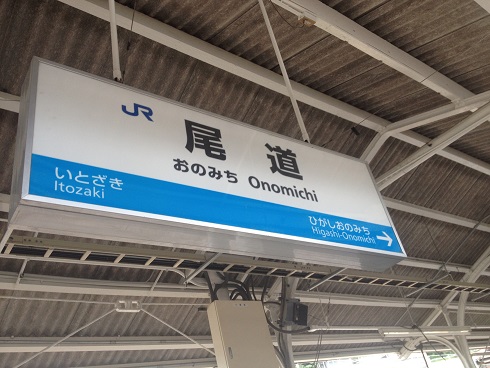 JR
尾道
おのみち Onomichi
いとざき
Itozaki
ひがしおのみち
Higashi-Onomichi